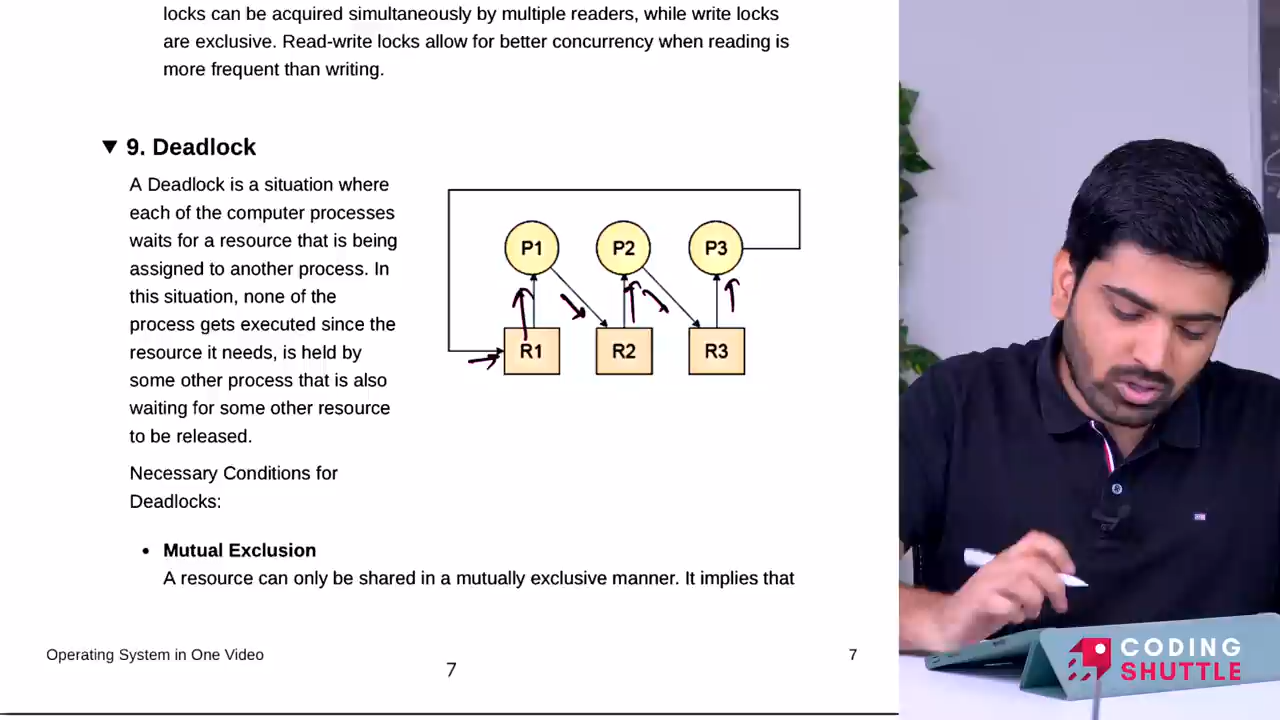 locks can be acquired simultaneously by multiple readers, while write locks
are exclusive. Read-write locks allow for better concurrency when reading is
more frequent than writing.
▼ 9. Deadlock
A Deadlock is a situation where
each of the computer processes
waits for a resource that is being
assigned to another process. In
this situation, none of the
process gets executed since the
resource it needs, is held by
some other process that is also
waiting for some other resource
to be released.
P1 P2 P3
R1 R2 R3
Necessary Conditions for
Deadlocks:
• Mutual Exclusion
A resource can only be shared in a mutually exclusive manner. It implies that
Operating System in One Video
7
7
CODING
SHUTTLE